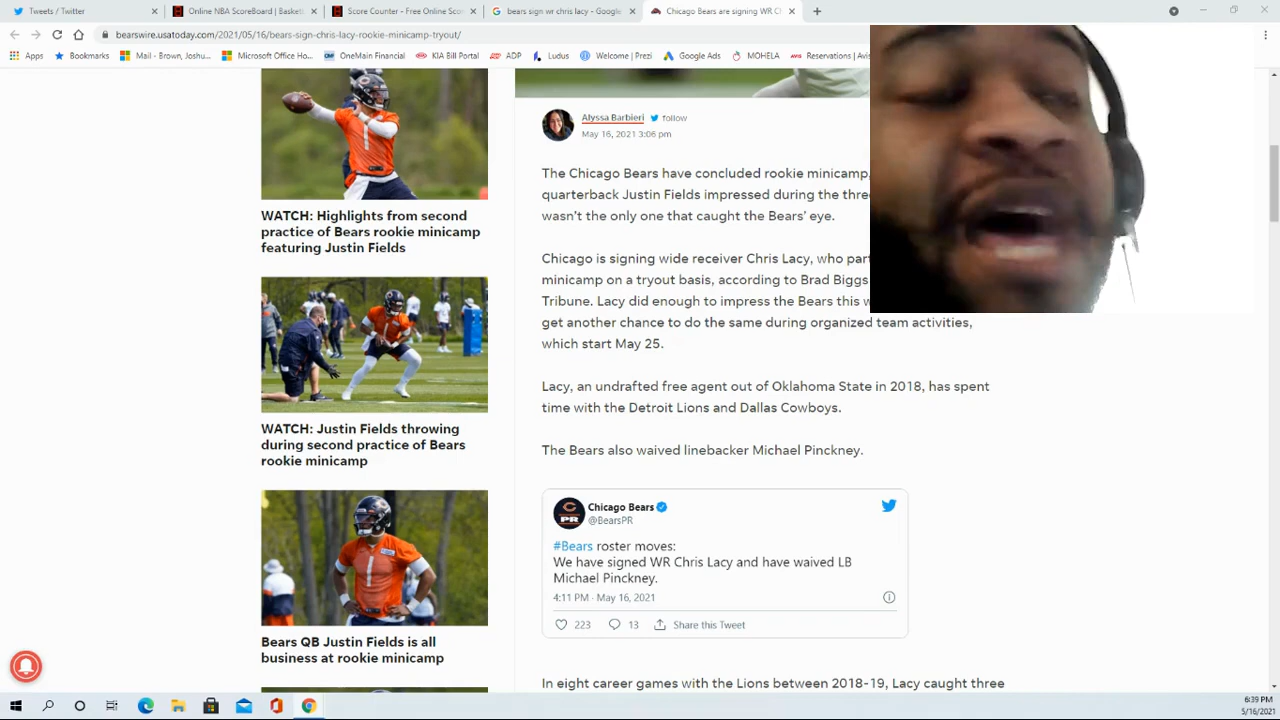 Tweets / Twitter
Online NBA ScoreBoard | Basket
Score Counter - Free Online Sco
bears sign wr chris lacy - Google
Chicago Bears are signing WR C
bearswire.usatoday.com/2021/05/16/bears-sign-chris-lacy-rookie-minicamp-tryout/
Apps
Bookmarks
Mail - Brown, Joshu...
Microsoft Office Ho...
OneMain Financial
KIA Bill Portal
ADP
Ludus
Welcome | Prezi
Google Ads
MOHELA
Reservations | Avis
WATCH: Highlights from second
practice of Bears rookie minicamp
featuring Justin Fields
WATCH: Justin Fields throwing
during second practice of Bears
rookie minicamp
Bears QB Justin Fields is all
business at rookie minicamp
Alyssa Barbieri
follow
May 16, 2021 3:06 pm
The Chicago Bears have concluded rookie minicamp,
quarterback Justin Fields impressed during the thre
wasn't the only one that caught the Bears' eye.
Chicago is signing wide receiver Chris Lacy, who par
minicamp on a tryout basis, according to Brad Biggs
Tribune. Lacy did enough to impress the Bears this w
get another chance to do the same during organized team activities,
which start May 25.
Lacy, an undrafted free agent out of Oklahoma State in 2018, has spent
time with the Detroit Lions and Dallas Cowboys.
The Bears also waived linebacker Michael Pinckney.
PR
Chicago Bears
@BearsPR
#Bears roster moves:
We have signed WR Chris Lacy and have waived LB
Michael Pinckney.
4:11 PM · May 16, 2021
223
13
Share this Tweet
In eight career games with the Lions between 2018-19, Lacy caught three
6:39 PM
5/16/2021